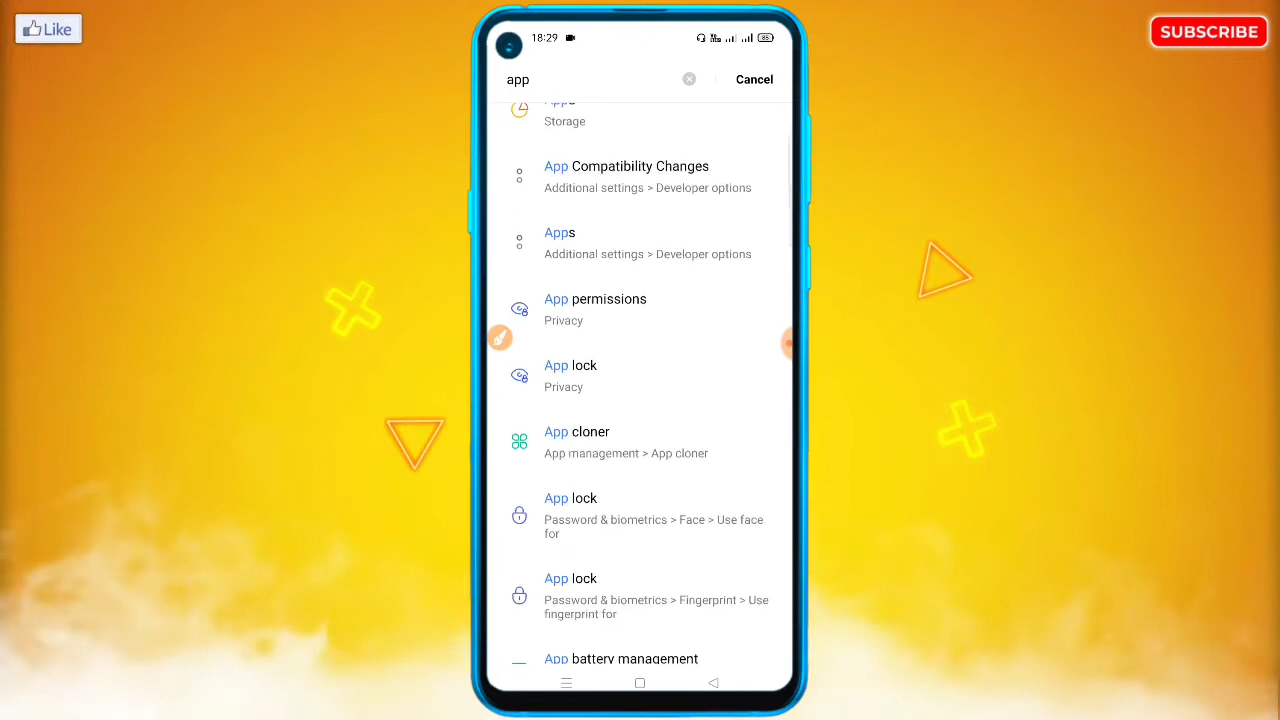 Like
SUBSCRIBE
18:29
85
app
Cancel
Apps
Storage
App Compatibility Changes
Additional settings > Developer options
Apps
Additional settings > Developer options
App permissions
Privacy
App lock
Privacy
App cloner
App management > App cloner
App lock
Password & biometrics > Face > Use face
for
App lock
Password & biometrics > Fingerprint > Use
fingerprint for
App battery management